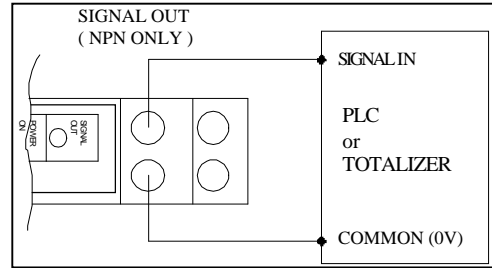 SIGNAL OUT
( NPN ONLY )
SIGNAL IN
PLC
or
TOTALIZER
COMMON (0V)
SIGNAL
OUT
POWER
ON